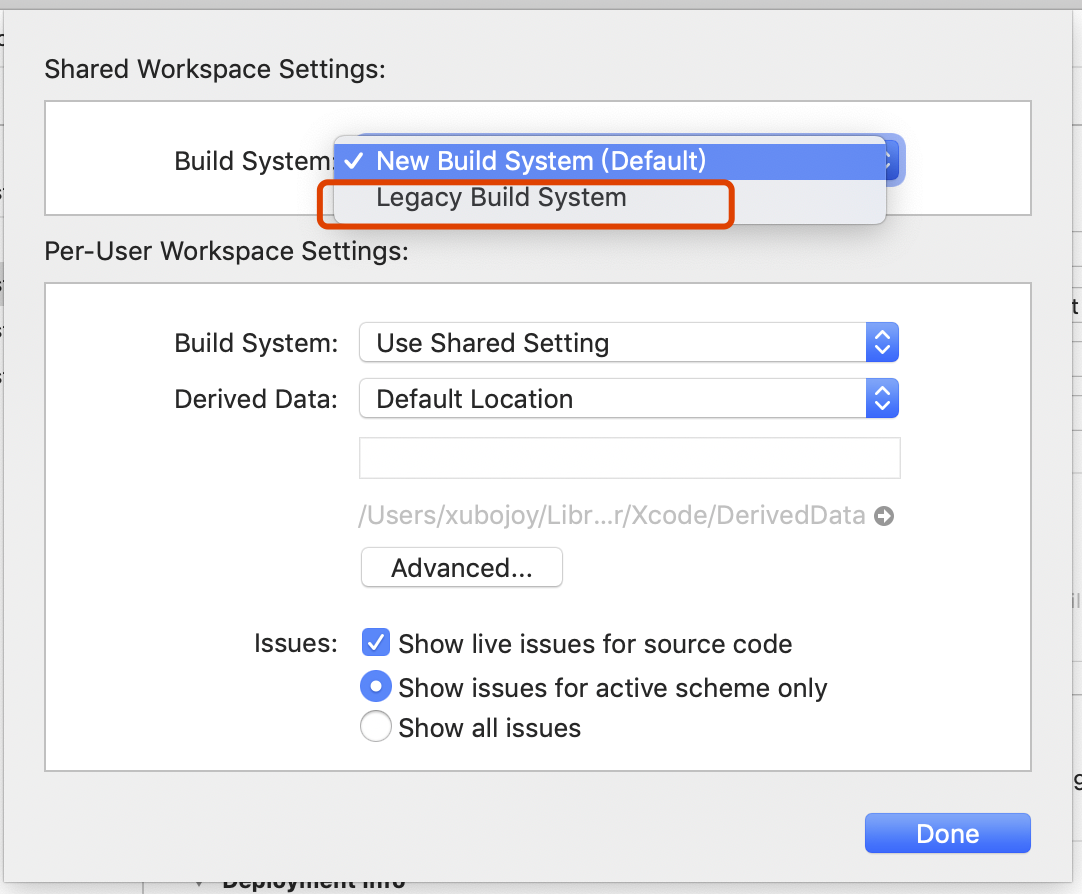 Shared Workspace Settings:
Build System:
✓ New Build System (Default)
Legacy Build System
Per-User Workspace Settings:
Build System: Use Shared Setting
Derived Data: Default Location
/Users/xubojoy/Libr...r/Xcode/DerivedData
Advanced...
Issues: Show live issues for source code
Show issues for active scheme only
Show all issues
Done
Deployment Info